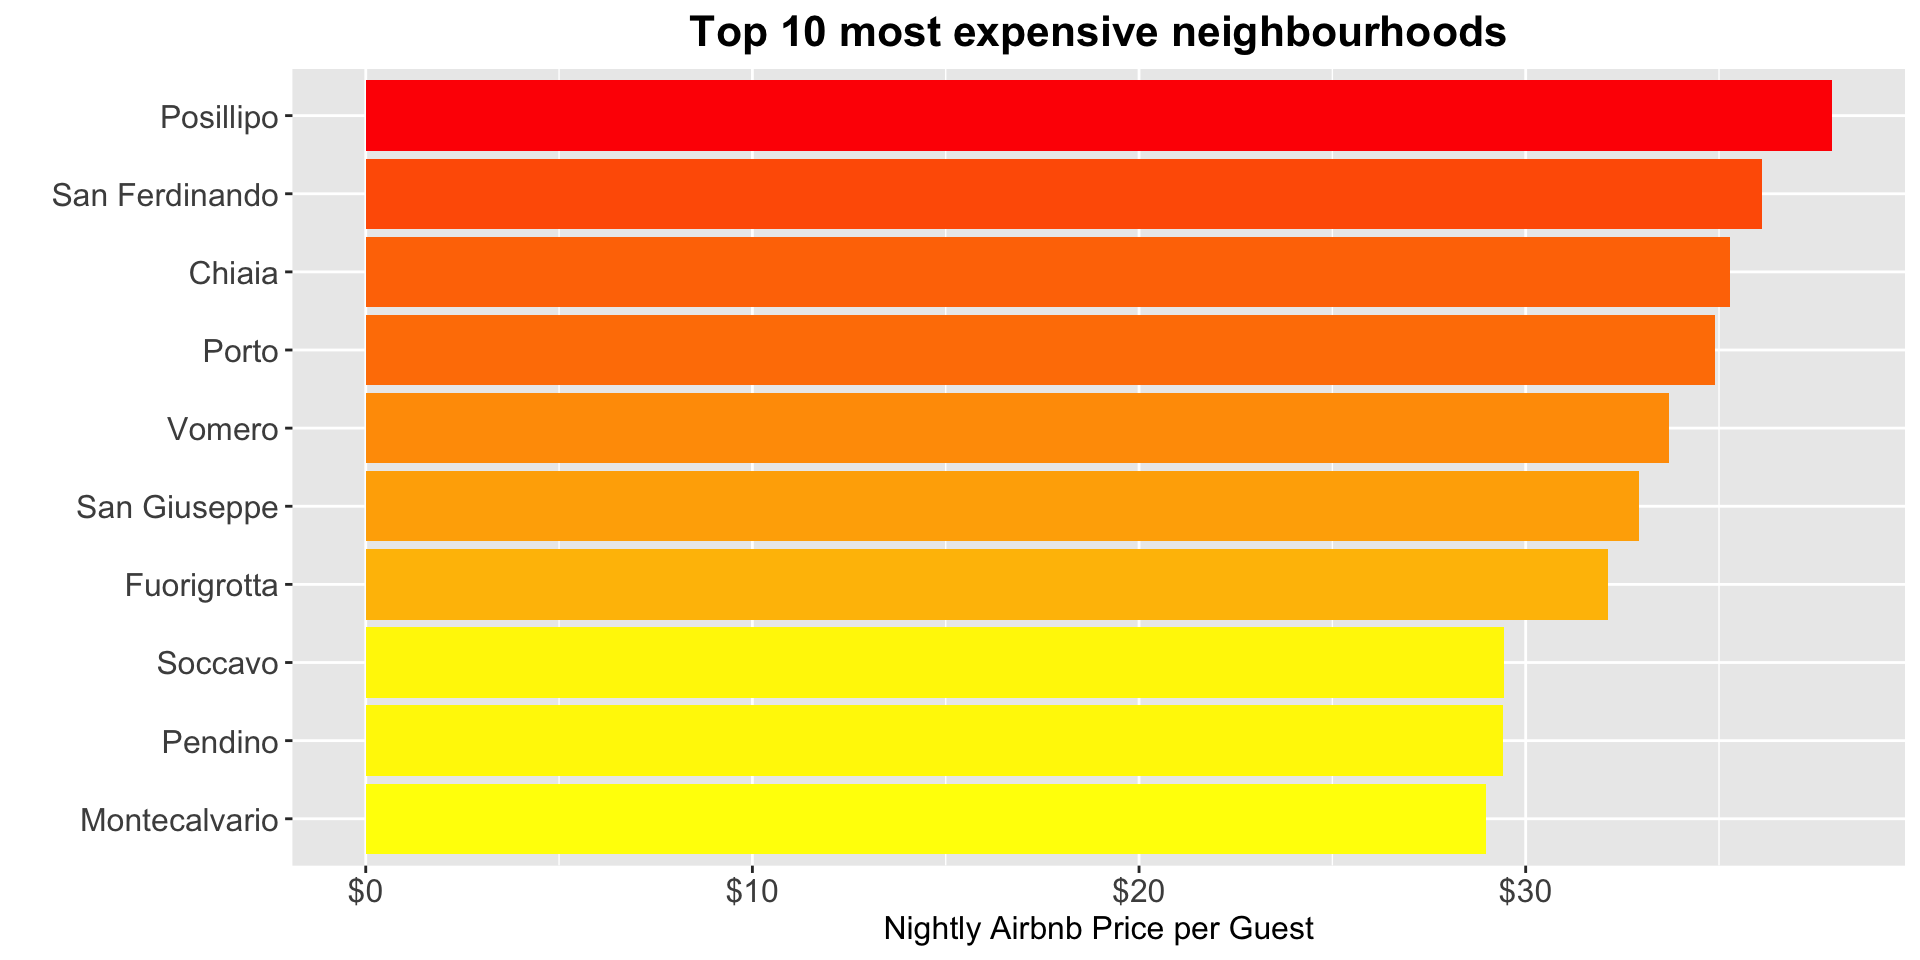 Top 10 most expensive neighbourhoods
Posillipo
San Ferdinando
Chiaia
Porto
Vomero
San Giuseppe
Fuorigrotta
Soccavo
Pendino
Montecalvario
$0 $10 $20 $30
Nightly Airbnb Price per Guest